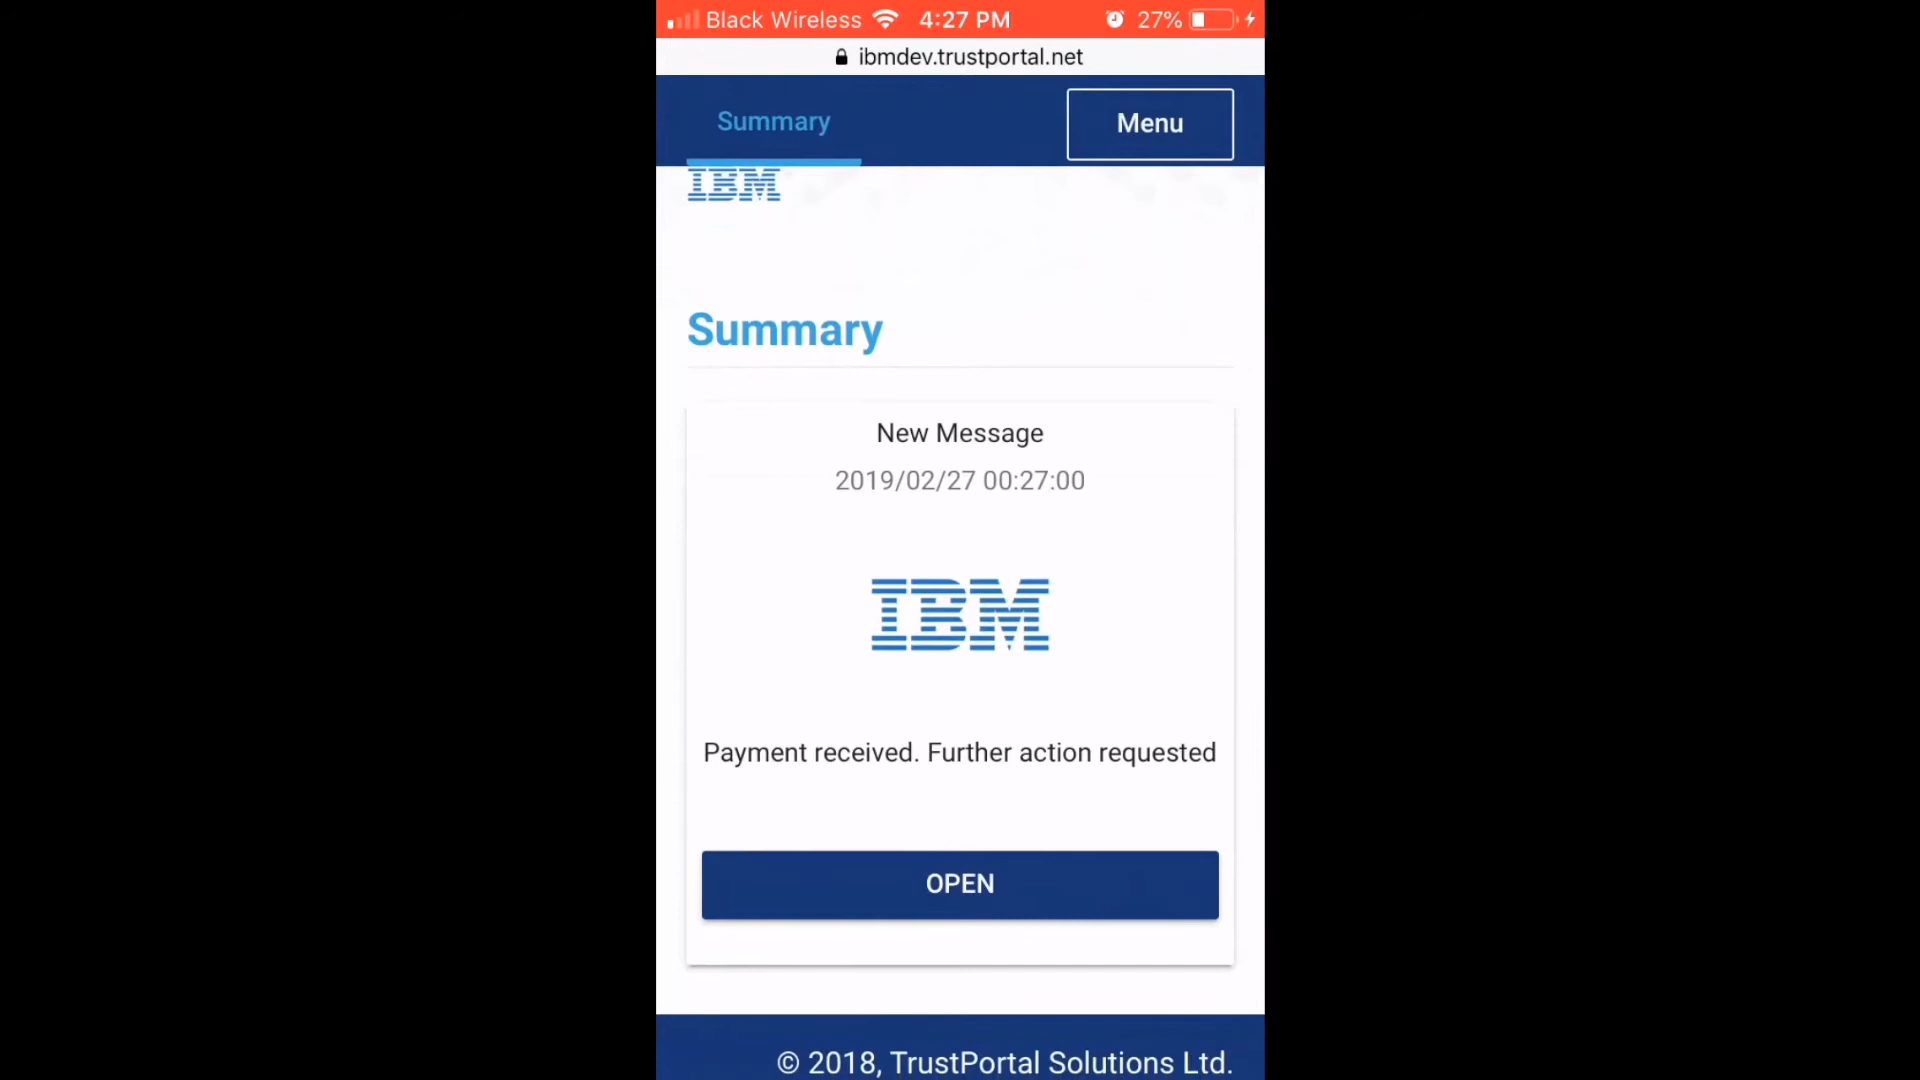 Black Wireless 4:27 PM 27%
ibmdev.trustportal.net
Summary Menu
IBM
Summary
New Message
2019/02/27 00:27:00
IBM
Payment received. Further action requested
OPEN
© 2018, TrustPortal Solutions Ltd.